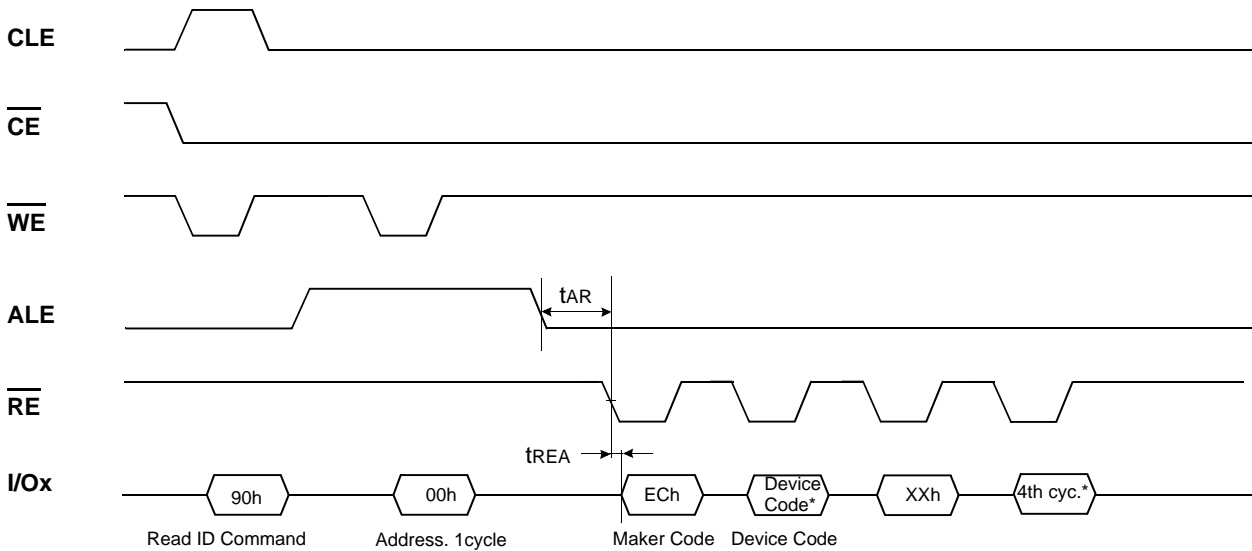 CLE
CE
WE
ALE
tAR
RE
tREA
I/Ox
90h
00h
ECh
Device
Code*
XXh
4th cyc.*
Read ID Command
Address. 1cycle
Maker Code
Device Code